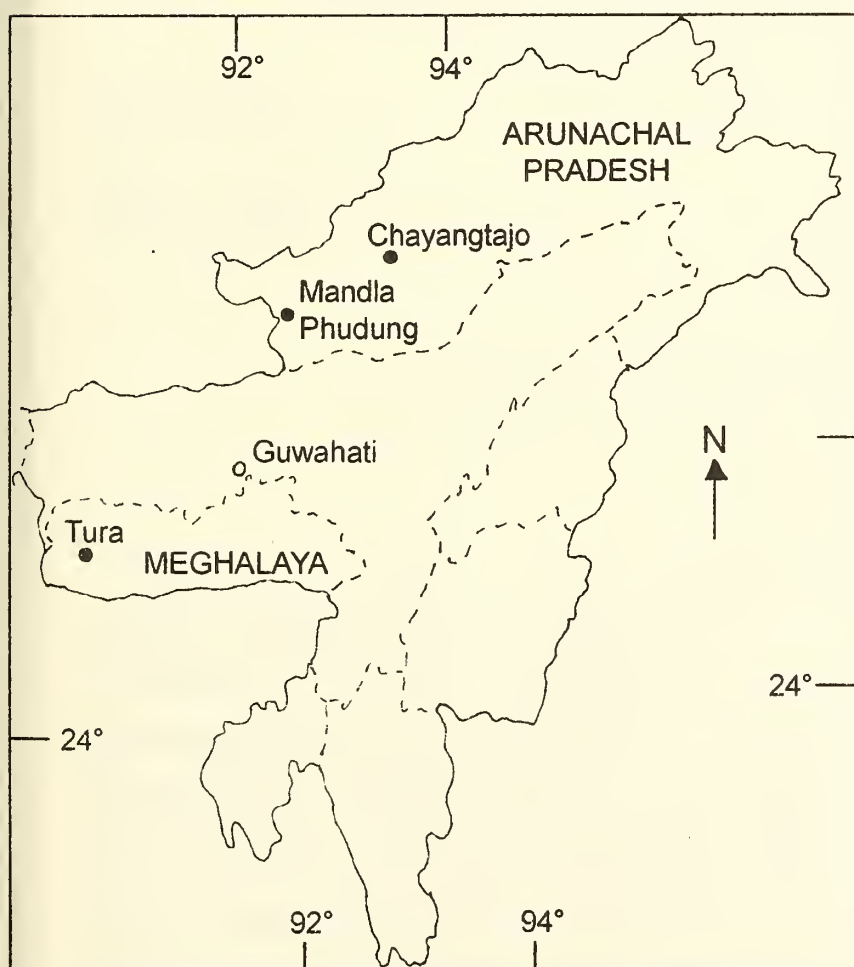 92° 94°
ARUNACHAL
PRADESH
Chayangtajo
Mandla
Phudung
N
Guwahati
Tura
MEGHALAYA
24°
24°
92° 94°